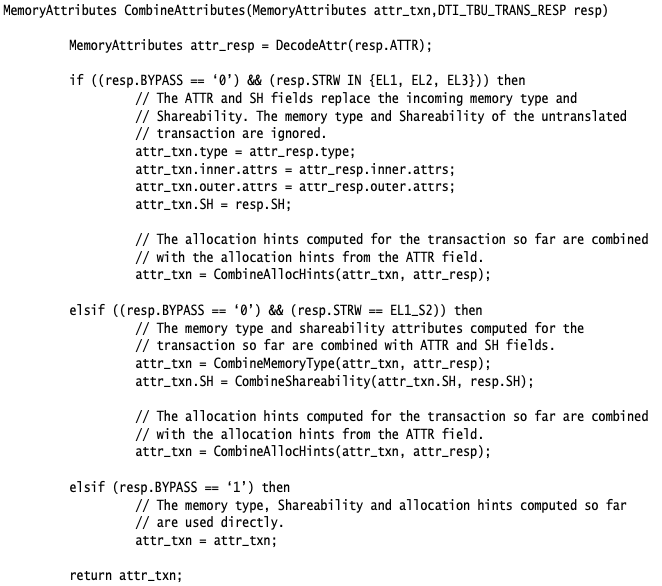 MemoryAttributes CombineAttributes(MemoryAttributes attr_txn,DTI_TBU_TRANS_RESP resp)
MemoryAttributes attr_resp = DecodeAttr(resp.ATTR);
if ((resp.BYPASS == ‘0’) && (resp.STRW IN {EL1, EL2, EL3})) then
// The ATTR and SH fields replace the incoming memory type and
// Shareability. The memory type and Shareability of the untranslated
// transaction are ignored.
attr_txn.type = attr_resp.type;
attr_txn.inner.attrs = attr_resp.inner.attrs;
attr_txn.outer.attrs = attr_resp.outer.attrs;
attr_txn.SH = resp.SH;
// The allocation hints computed for the transaction so far are combined
// with the allocation hints from the ATTR field.
attr_txn = CombineAllocHints(attr_txn, attr_resp);
elsif ((resp.BYPASS == ‘0’) && (resp.STRW == EL1_S2)) then
// The memory type and shareability attributes computed for the
// transaction so far are combined with ATTR and SH fields.
attr_txn = CombineMemoryType(attr_txn, attr_resp);
attr_txn.SH = CombineShareability(attr_txn.SH, resp.SH);
// The allocation hints computed for the transaction so far are combined
// with the allocation hints from the ATTR field.
attr_txn = CombineAllocHints(attr_txn, attr_resp);
elsif (resp.BYPASS == ‘1’) then
// The memory type, Shareability and allocation hints computed so far
// are used directly.
attr_txn = attr_txn;
return attr_txn;